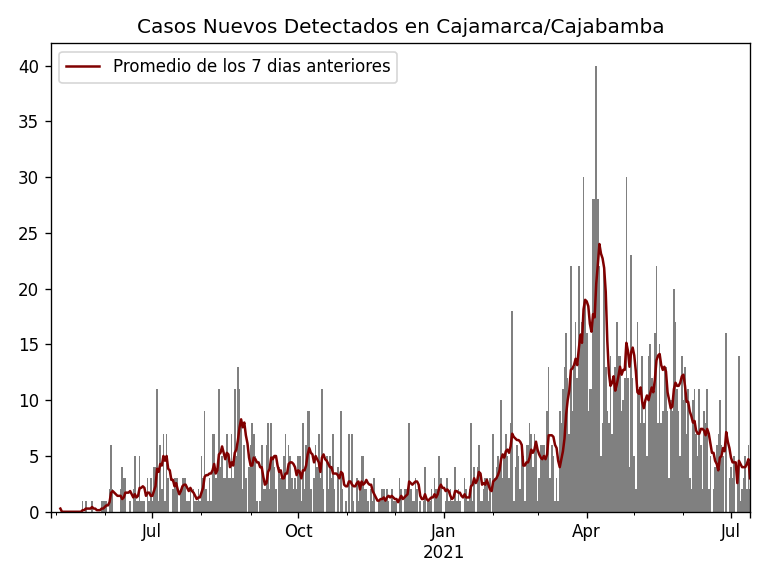 Casos Nuevos Detectados en Cajamarca/Cajabamba
Promedio de los 7 dias anteriores
40
35
30
25
20
15
10
5
0
Jul
Oct
Jan
2021
Apr
Jul